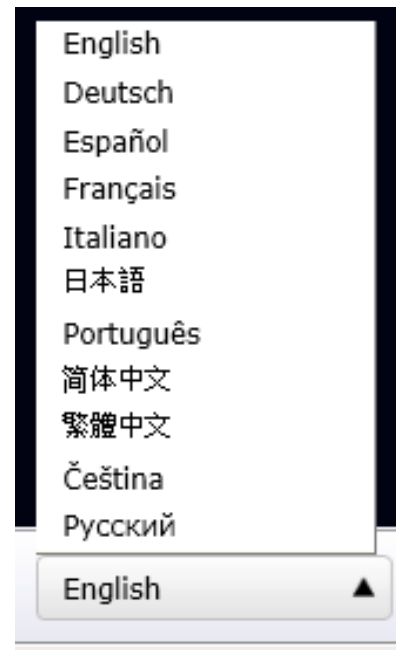 English
Deutsch
Español
Français
Italiano
日本語
Português
简体中文
繁體中文
Čeština
Русский
English